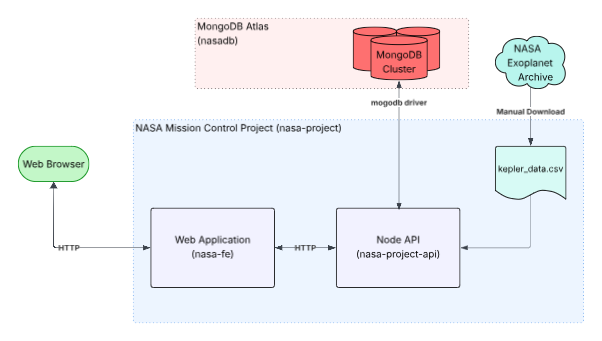 MongoDB Atlas
(nasadb)
MongoDB
Cluster
NASA
Exoplanet
Archive
mogodb driver
Manual Download
NASA Mission Control Project (nasa-project)
Web Browser
kepler_data.csv
Web Application
(nasa-fe)
Node API
(nasa-project-api)
HTTP
HTTP